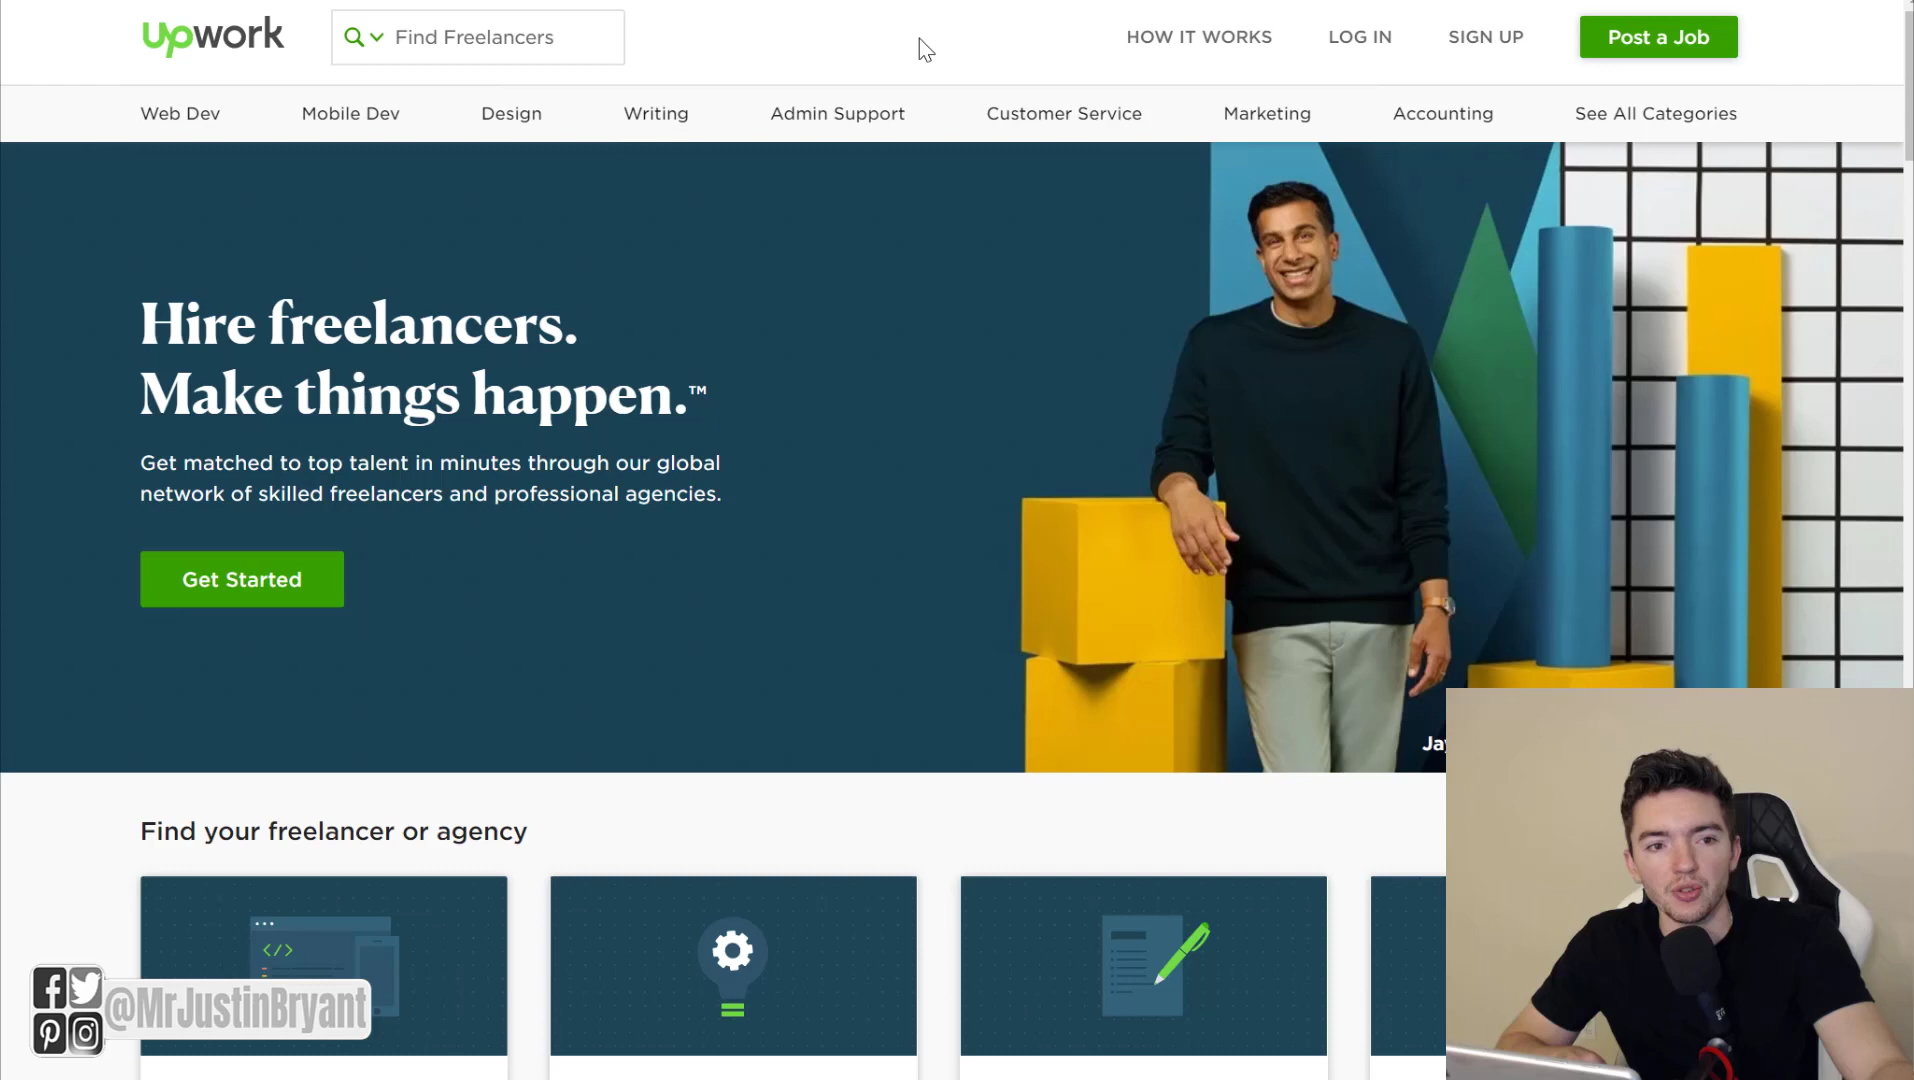 upwork
Find Freelancers
HOW IT WORKS
LOG IN
SIGN UP
Post a Job
Web Dev
Mobile Dev
Design
Writing
Admin Support
Customer Service
Marketing
Accounting
See All Categories
Hire freelancers.
Make things happen.™
Get matched to top talent in minutes through our global
network of skilled freelancers and professional agencies.
Get Started
Find your freelancer or agency
</>
@MrJustinBryant